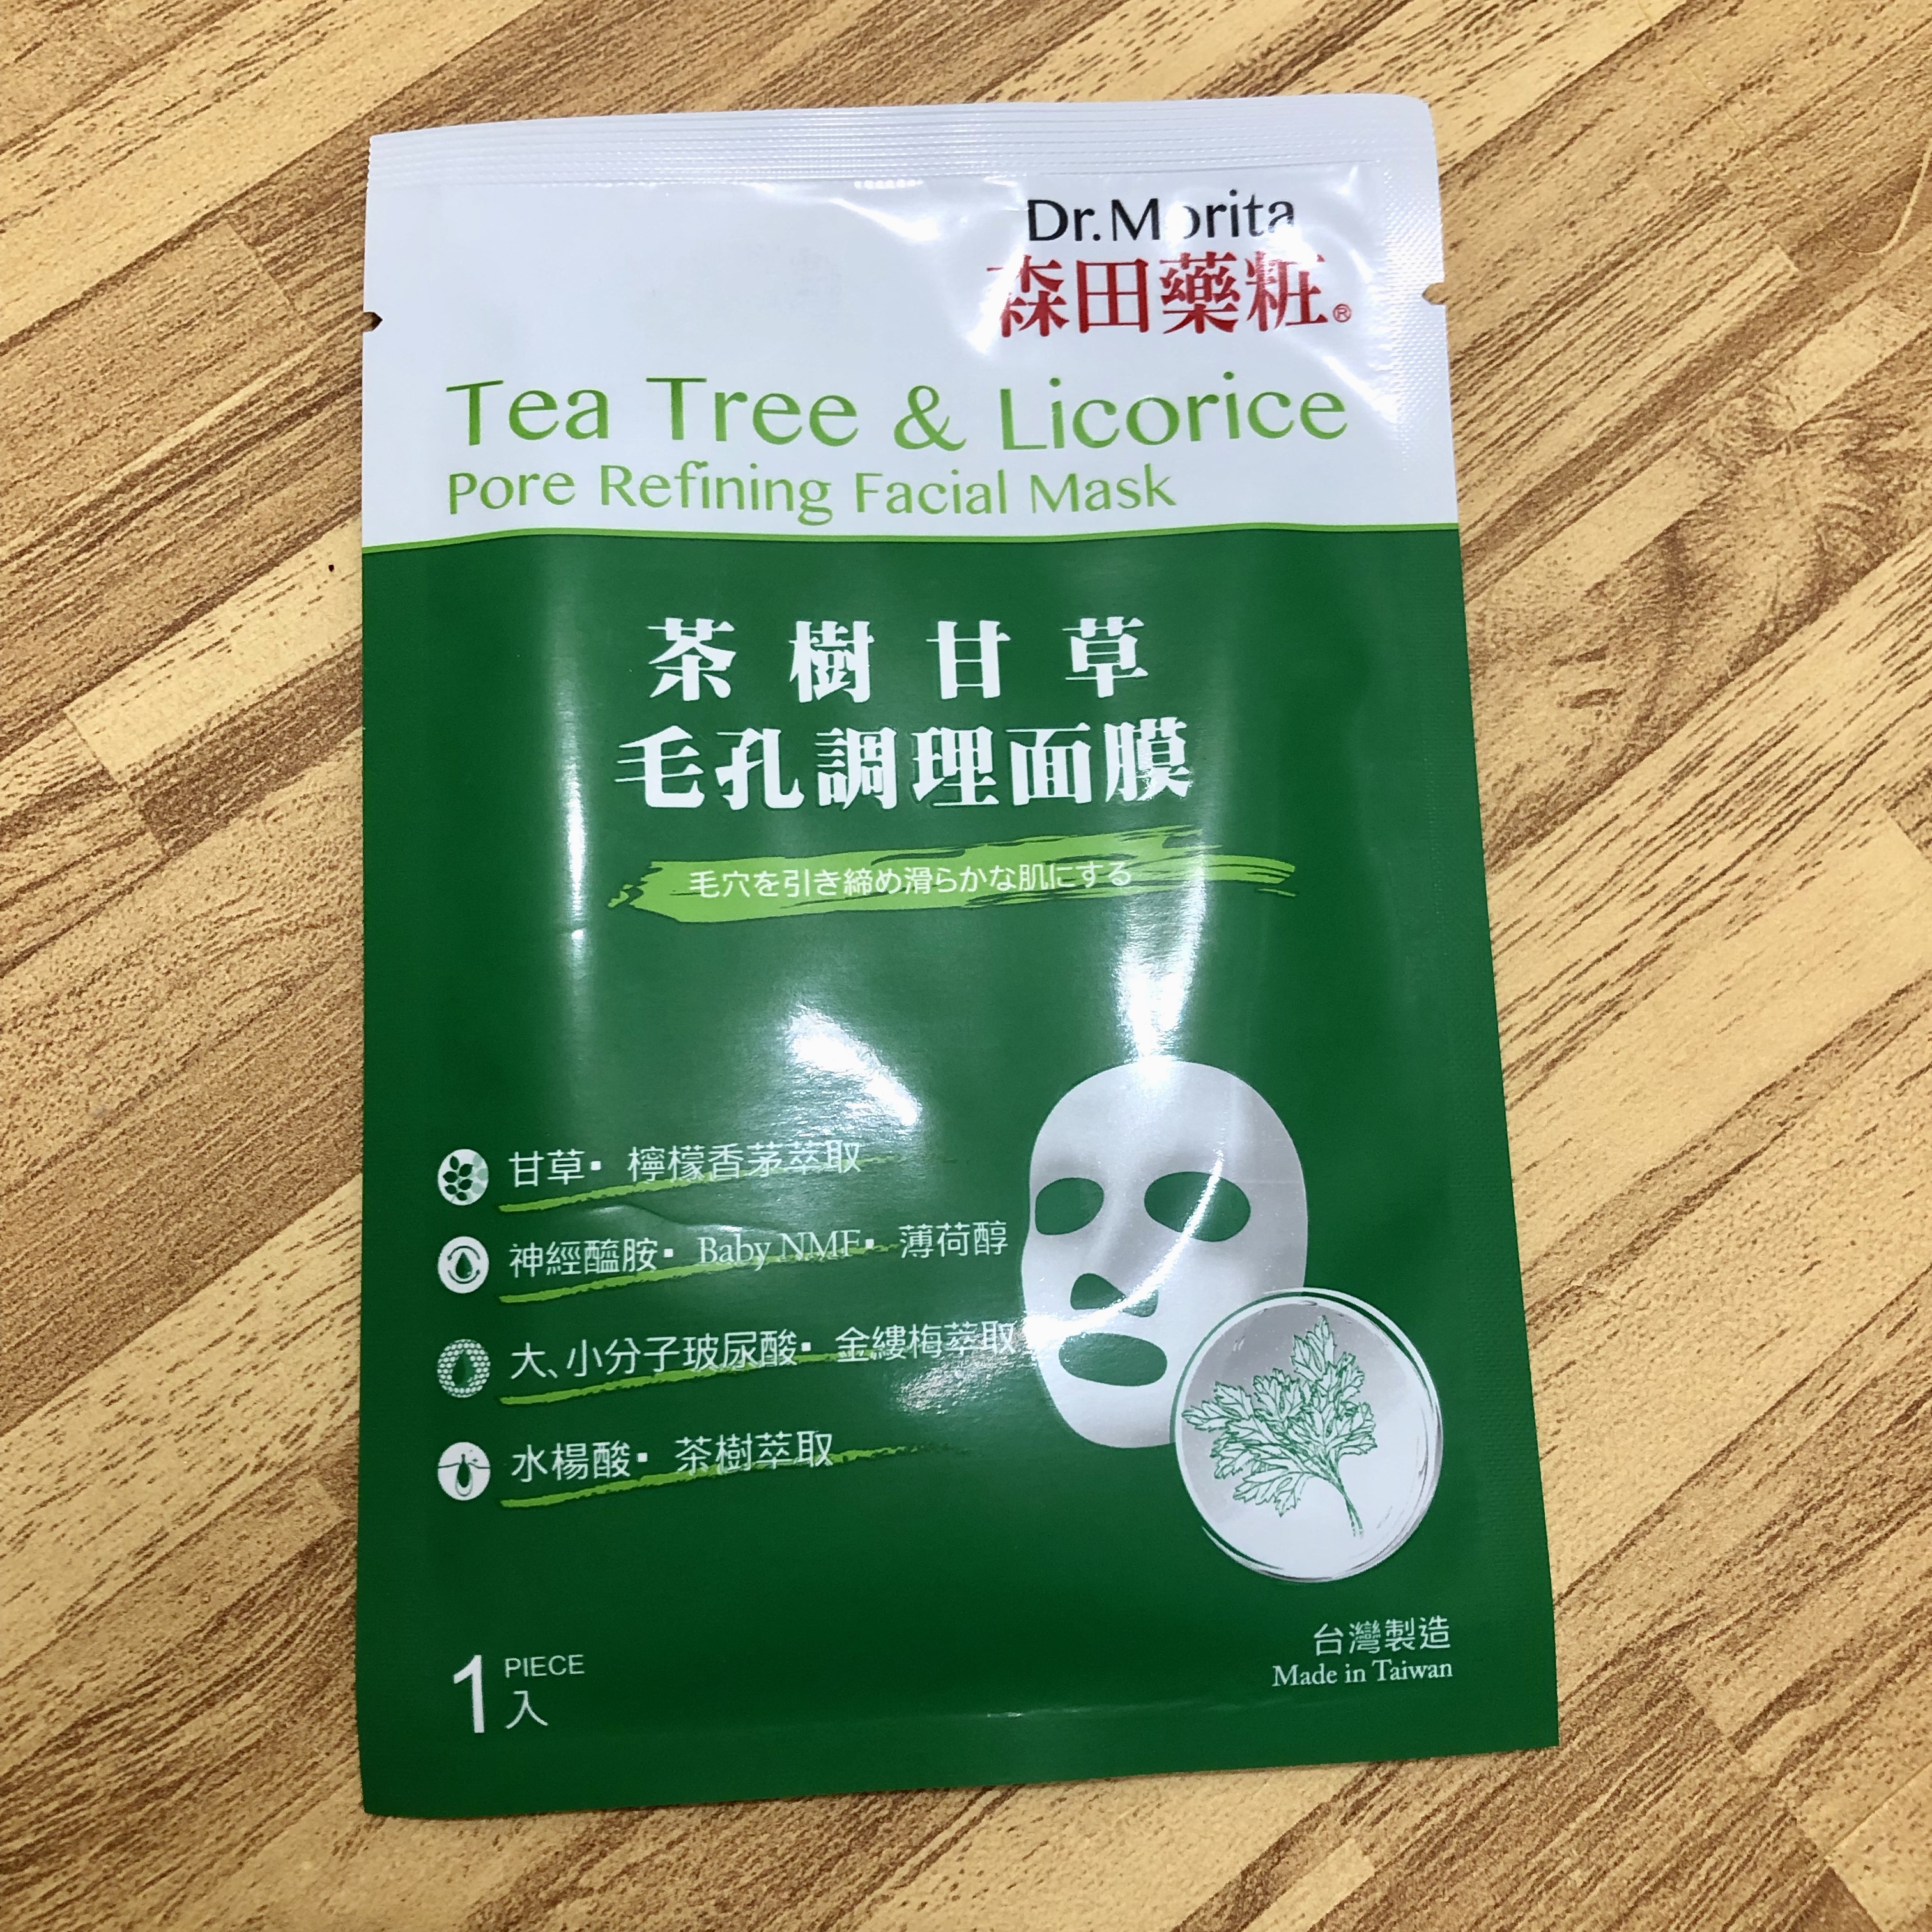 Dr.Morita
森田藥粧®
Tea Tree & Licorice
Pore Refining Facial Mask
茶樹甘草
毛孔調理面膜
毛穴を引き締め滑らかな肌にする
甘草▪ 檸檬香茅萃取
神經醯胺▪ Baby NMF▪ 薄荷醇
大、小分子玻尿酸▪ 金縷梅萃取
水楊酸▪ 茶樹萃取
1 PIECE
入
台灣製造
Made in Taiwan